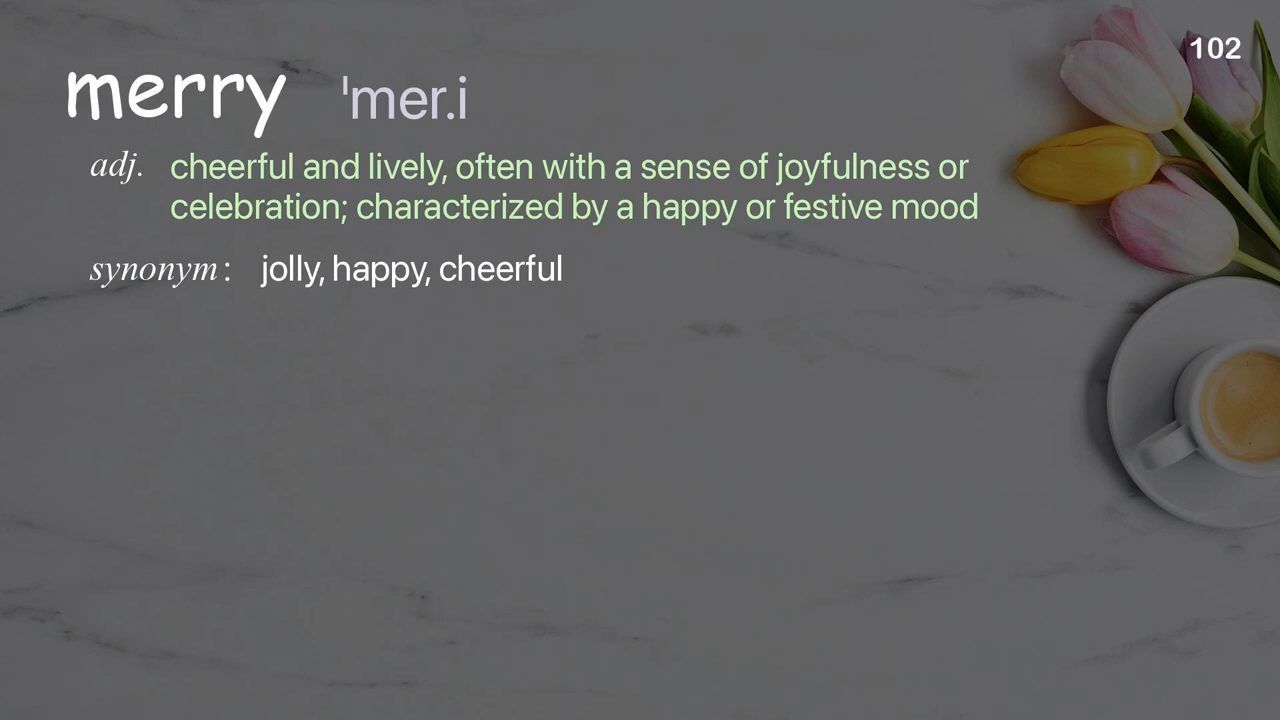 102
merry ˈmer.i
adj. cheerful and lively, often with a sense of joyfulness or
celebration; characterized by a happy or festive mood
synonym: jolly, happy, cheerful